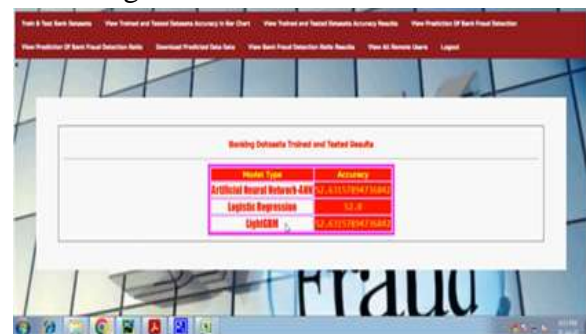 Train & Test Bank Datasets View Trained and Tested Datasets Accuracy in Bar Chart View Trained and Tested Datasets Accuracy Results View Prediction Of Bank Fraud Detection
View Prediction Of Bank Fraud Detection Ratio Download Predicted Data Sets View Bank Fraud Detection Ratio Results View All Remote Users Logout
Banking Datasets Trained and Tested Results
Model Type Accuracy
Artificial Neural Network-ANN 52.63157894736842
Logistic Regression 52.0
LightGBM 52.63157894736842
Fraud